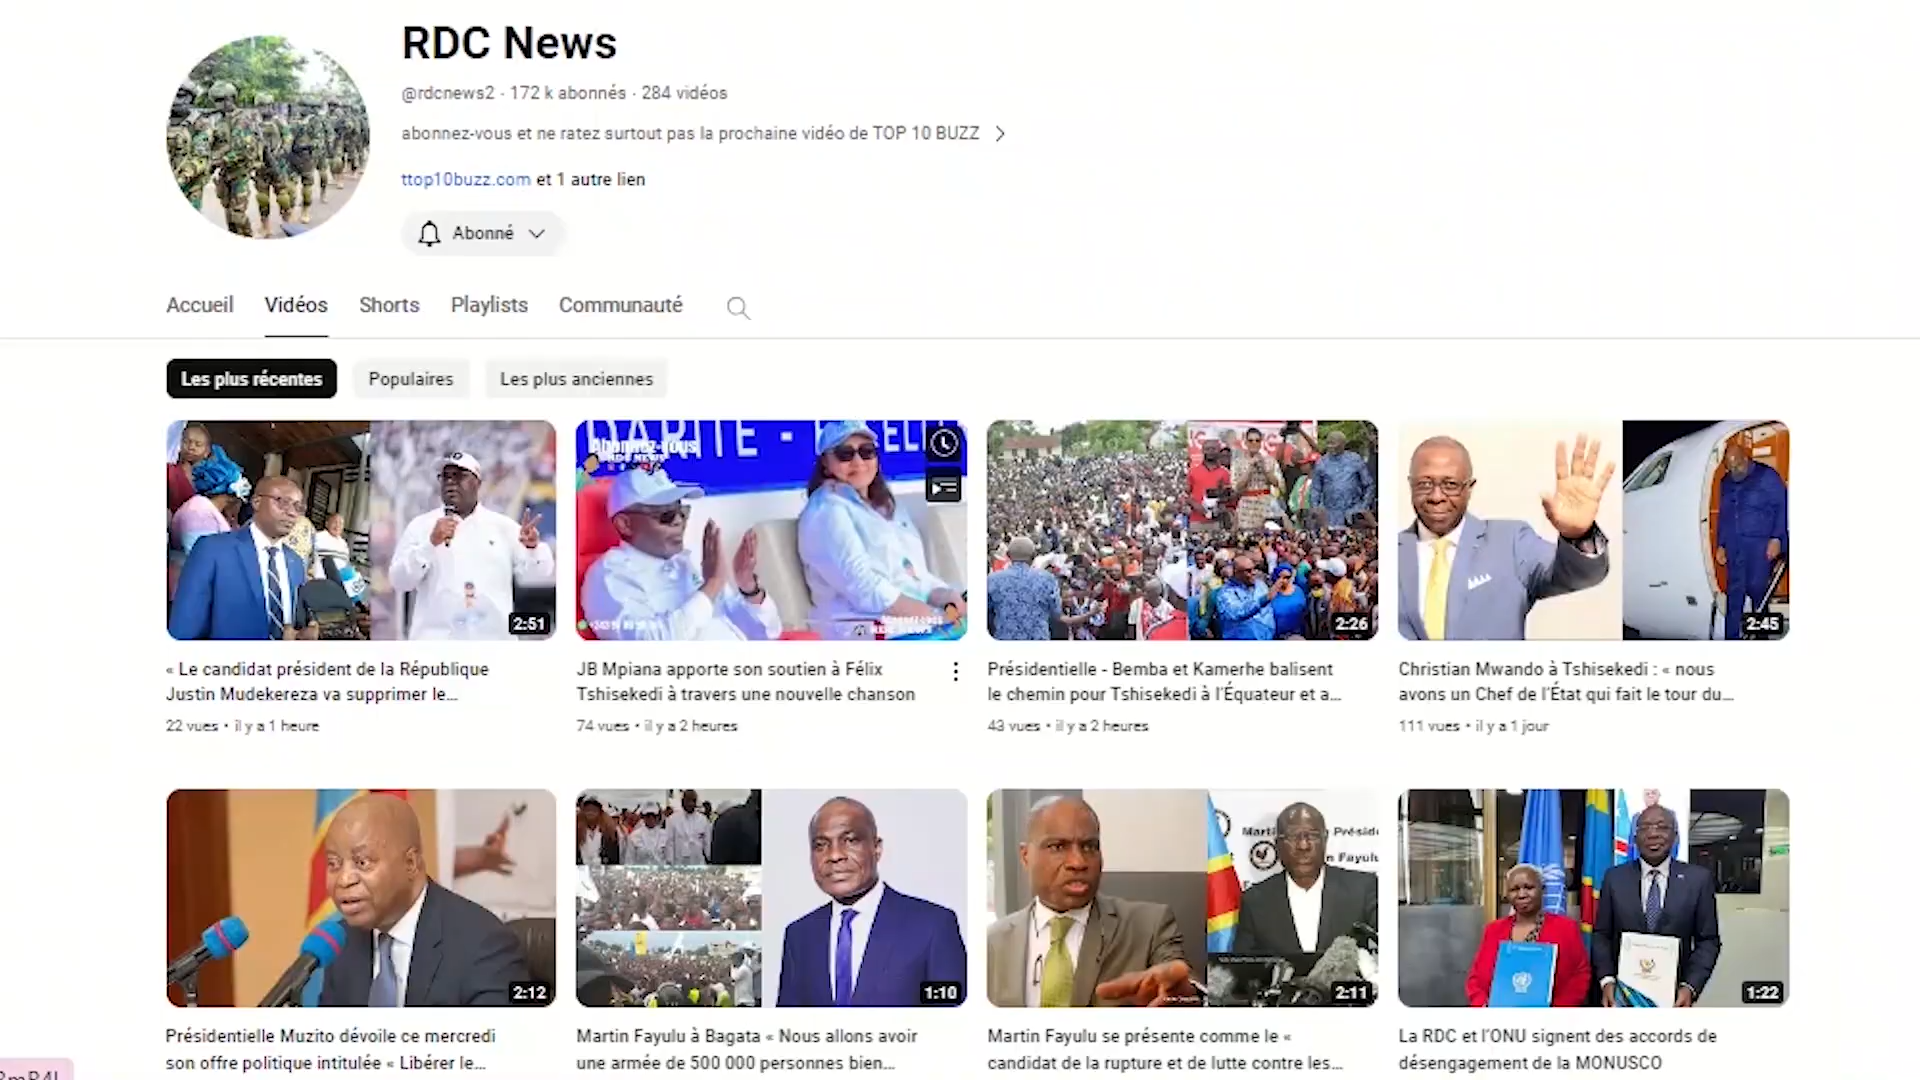 RDC News
@rdcnews2 · 172 k abonnés · 284 vidéos
abonnez-vous et ne ratez surtout pas la prochaine vidéo de TOP 10 BUZZ
ttop10buzz.com et 1 autre lien
Abonné
Accueil Vidéos Shorts Playlists Communauté
Les plus récentes Populaires Les plus anciennes
Abonnez-vous
RDC NEWS
2:51
RDC NEWS
2:26
2:45
« Le candidat président de la République
Justin Mudekereza va supprimer le...
22 vues • il y a 1 heure
JB Mpiana apporte son soutien à Félix
Tshisekedi à travers une nouvelle chanson
74 vues • il y a 2 heures
Présidentielle - Bemba et Kamerhe balisent
le chemin pour Tshisekedi à l'Équateur et a...
43 vues • il y a 2 heures
Christian Mwando à Tshisekedi : « nous
avons un Chef de l'État qui fait le tour du...
111 vues • il y a 1 jour
Présid
n Fayulu
2:12
1:10
2:11
1:22
Présidentielle Muzito dévoile ce mercredi
son offre politique intitulée « Libérer le...
Martin Fayulu à Bagata « Nous allons avoir
une armée de 500 000 personnes bien...
Martin Fayulu se présente comme le «
candidat de la rupture et de lutte contre les...
La RDC et l'ONU signent des accords de
désengagement de la MONUSCO